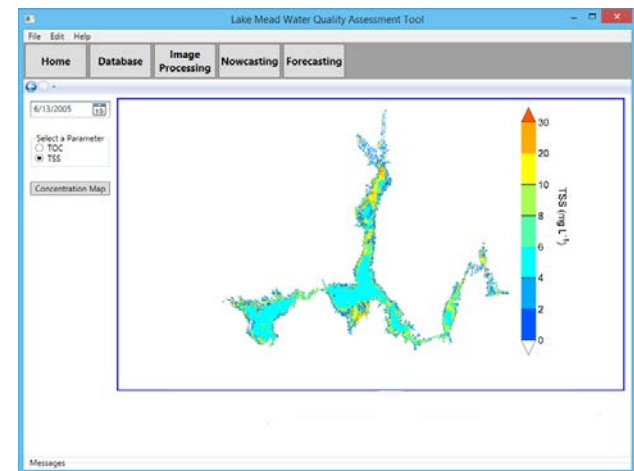 Lake Mead Water Quality Assessment Tool
File Edit Help
Home Database Image Processing Nowcasting Forecasting
6/13/2005 15
Select a Parameter
TOC
TSS
Concentration Map
30
20
10
8
6
4
2
0
TSS (mg L⁻¹)
Messages